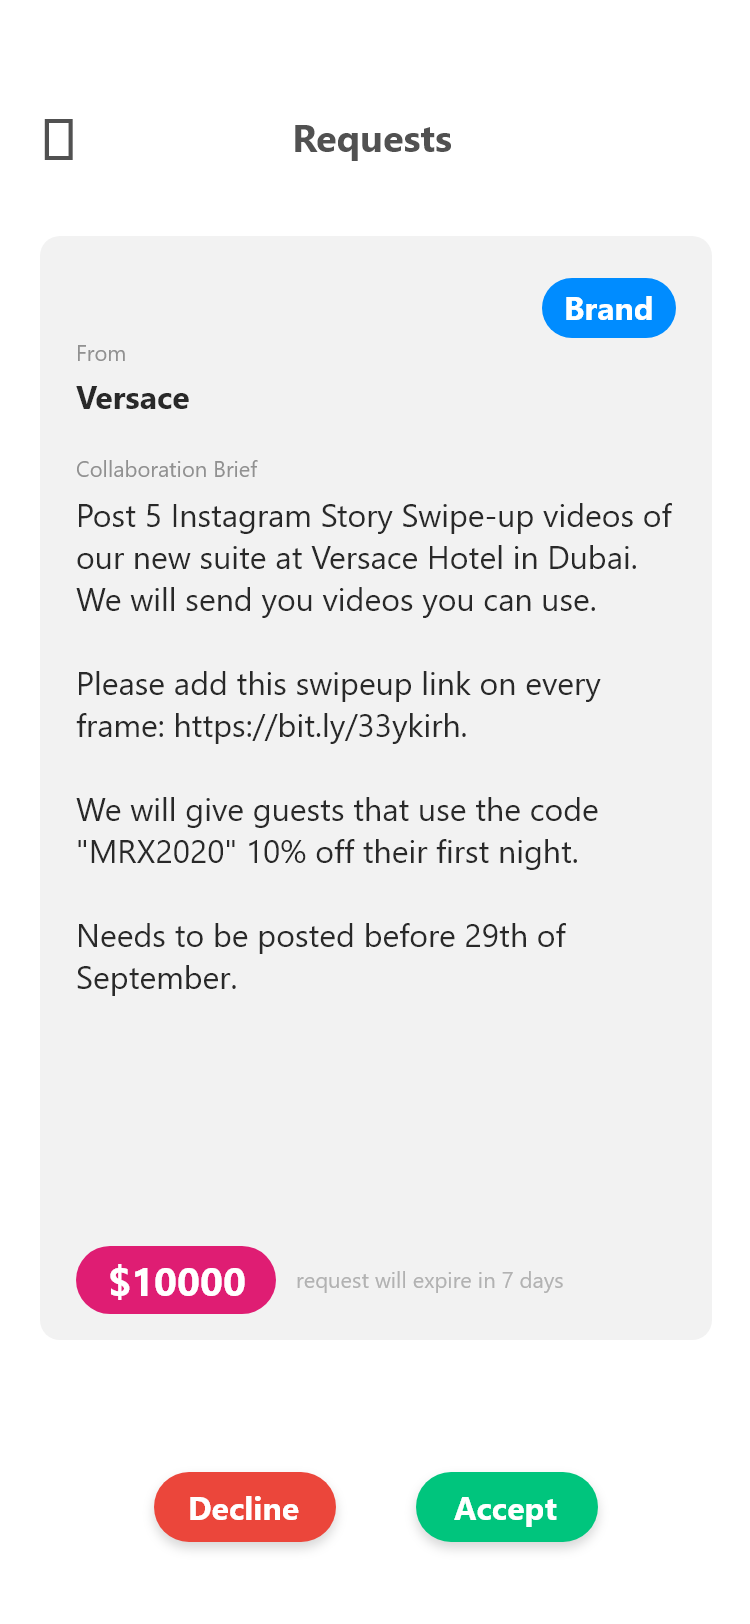 Requests
Brand
From
Versace
Collaboration Brief
Post 5 Instagram Story Swipe-up videos of
our new suite at Versace Hotel in Dubai.
We will send you videos you can use.
Please add this swipeup link on every
frame: https://bit.ly/33ykirh.
We will give guests that use the code
"MRX2020" 10% off their first night.
Needs to be posted before 29th of
September.
$10000
request will expire in 7 days
Decline
Accept